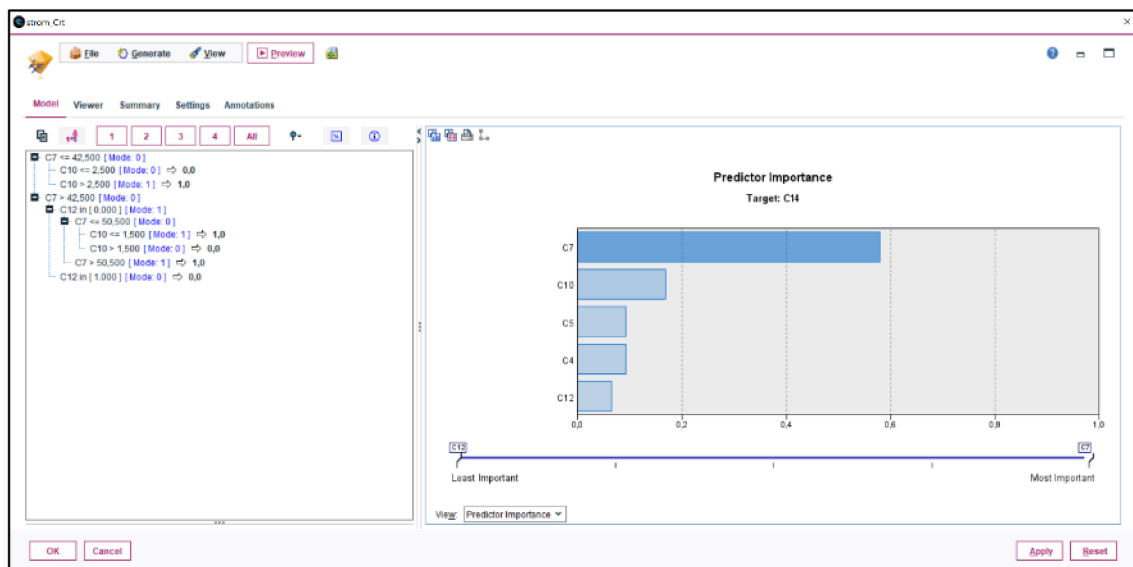 strom_Crt
File Generate View Preview
Model Viewer Summary Settings Annotations
1 2 3 4 All
C7 <= 42,500 [ Mode: 0 ]
C10 <= 2,500 [ Mode: 0 ] ⇨ 0,0
C10 > 2,500 [ Mode: 1 ] ⇨ 1,0
C7 > 42,500 [ Mode: 0 ]
C12 in [ 0.000 ] [ Mode: 1 ]
C7 <= 50,500 [ Mode: 0 ]
C10 <= 1,500 [ Mode: 1 ] ⇨ 1,0
C10 > 1,500 [ Mode: 0 ] ⇨ 0,0
C7 > 50,500 [ Mode: 1 ] ⇨ 1,0
C12 in [ 1.000 ] [ Mode: 0 ] ⇨ 0,0
Predictor Importance
Target: C14
C7
C10
C5
C4
C12
0,0 0,2 0,4 0,6 0,8 1,0
C12 C7
Least Important Most Important
View: Predictor Importance
OK Cancel Apply Reset